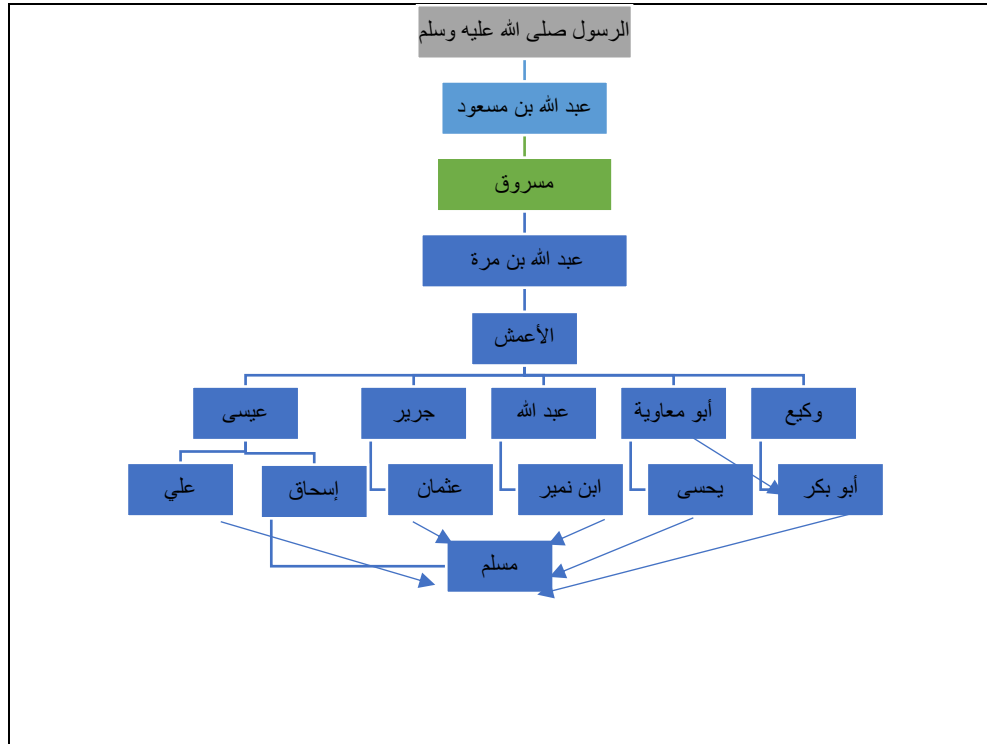 الرسول صلى الله عليه وسلم
عبد الله بن مسعود
مسروق
عبد الله بن مرة
الأعمش
وكيع
أبو معاوية
عبد الله
جرير
عيسى
أبو بكر
يحسى
ابن نمير
عثمان
إسحاق
علي
مسلم